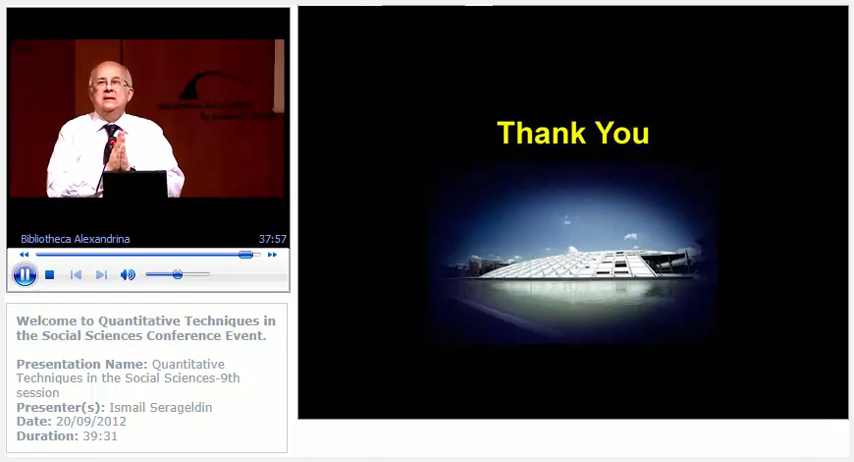 Thank You
Bibliotheca Alexandrina 37:57
Welcome to Quantitative Techniques in
the Social Sciences Conference Event.
Presentation Name: Quantitative
Techniques in the Social Sciences-9th
session
Presenter(s): Ismail Serageldin
Date: 20/09/2012
Duration: 39:31